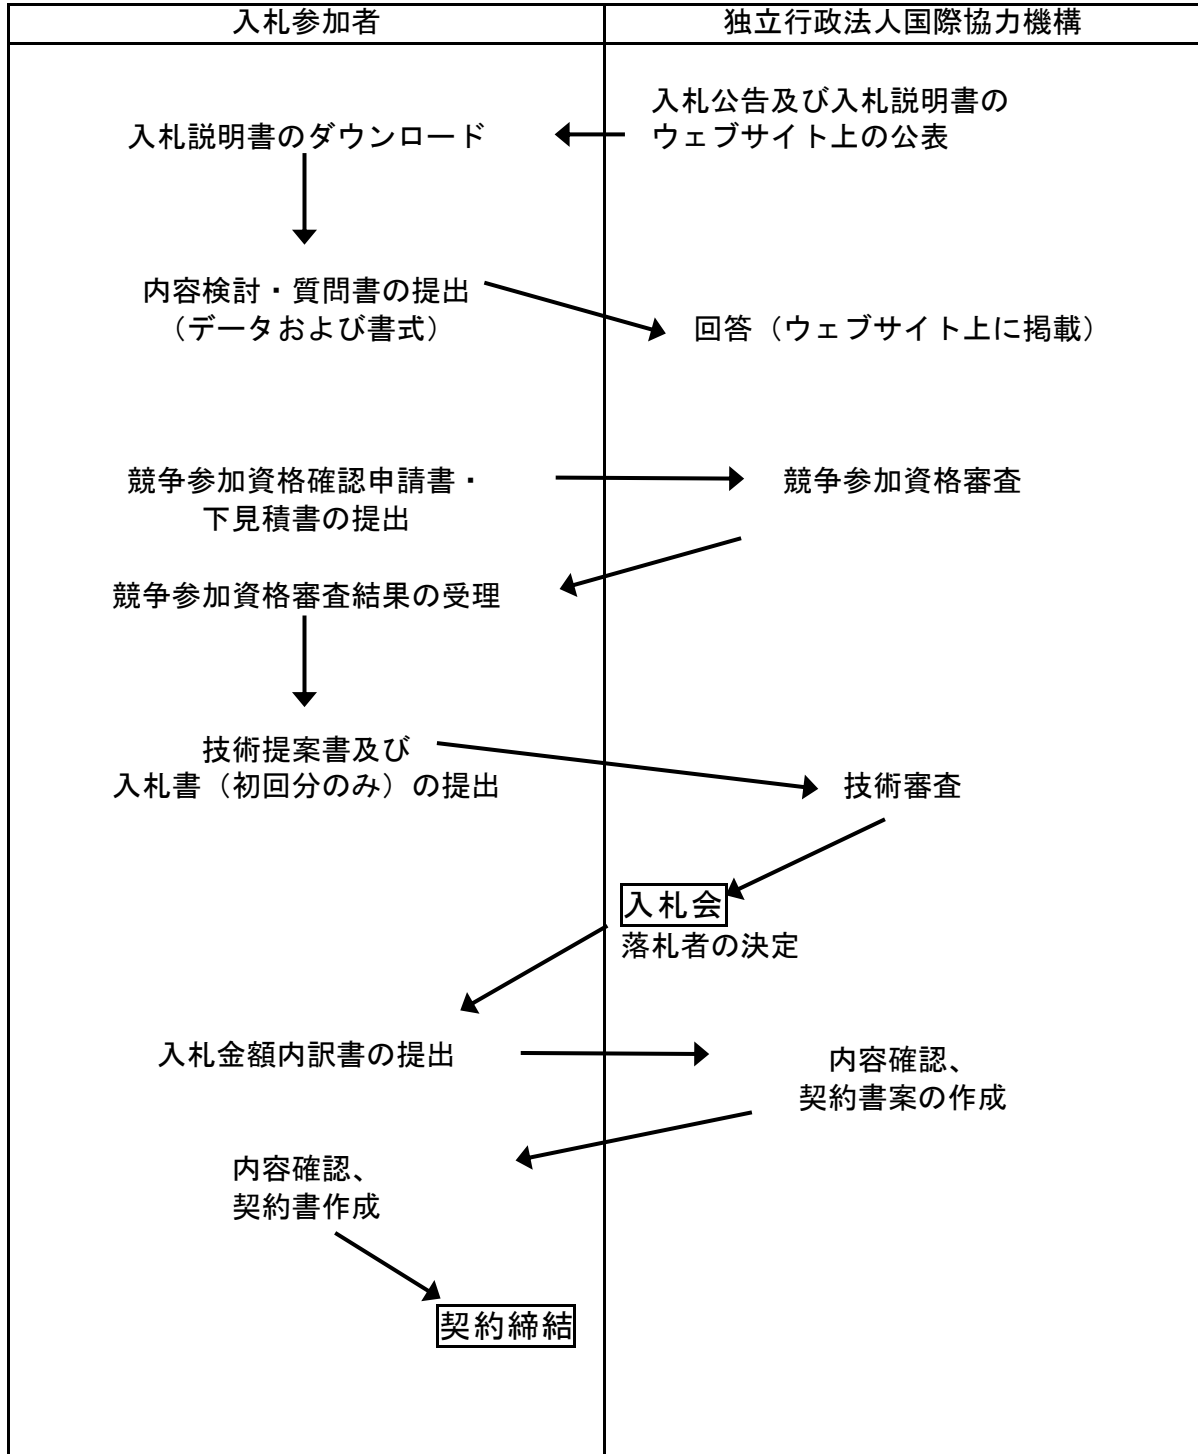 入札参加者
独立行政法人国際協力機構
入札公告及び入札説明書の
ウェブサイト上の公表
入札説明書のダウンロード
内容検討・質問書の提出
（データおよび書式）
回答（ウェブサイト上に掲載）
競争参加資格確認申請書・
下見積書の提出
競争参加資格審査
競争参加資格審査結果の受理
技術提案書及び
入札書（初回分のみ）の提出
技術審査
入札会
落札者の決定
入札金額内訳書の提出
内容確認、
契約書案の作成
内容確認、
契約書作成
契約締結